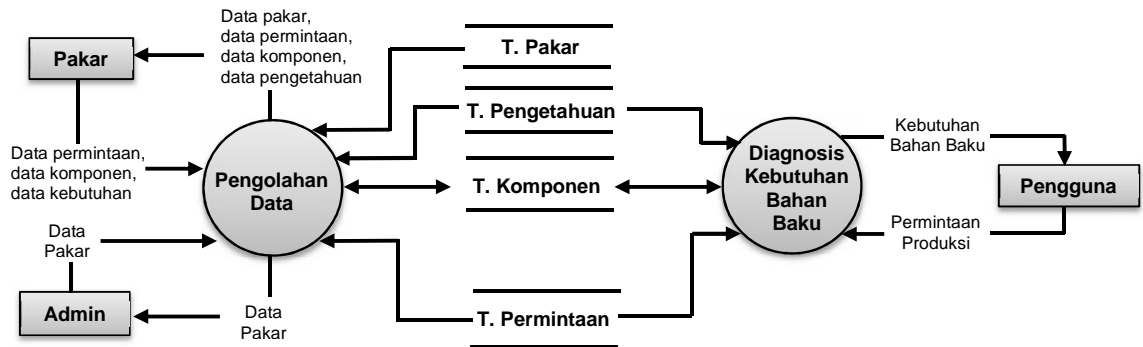 Data pakar,
data permintaan,
data komponen,
data pengetahuan
Pakar
T. Pakar
T. Pengetahuan
Data permintaan,
data komponen,
data kebutuhan
Pengolahan
Data
T. Komponen
Diagnosis
Kebutuhan
Bahan
Baku
Kebutuhan
Bahan Baku
Pengguna
Permintaan
Produksi
Data
Pakar
Admin
Data
Pakar
T. Permintaan